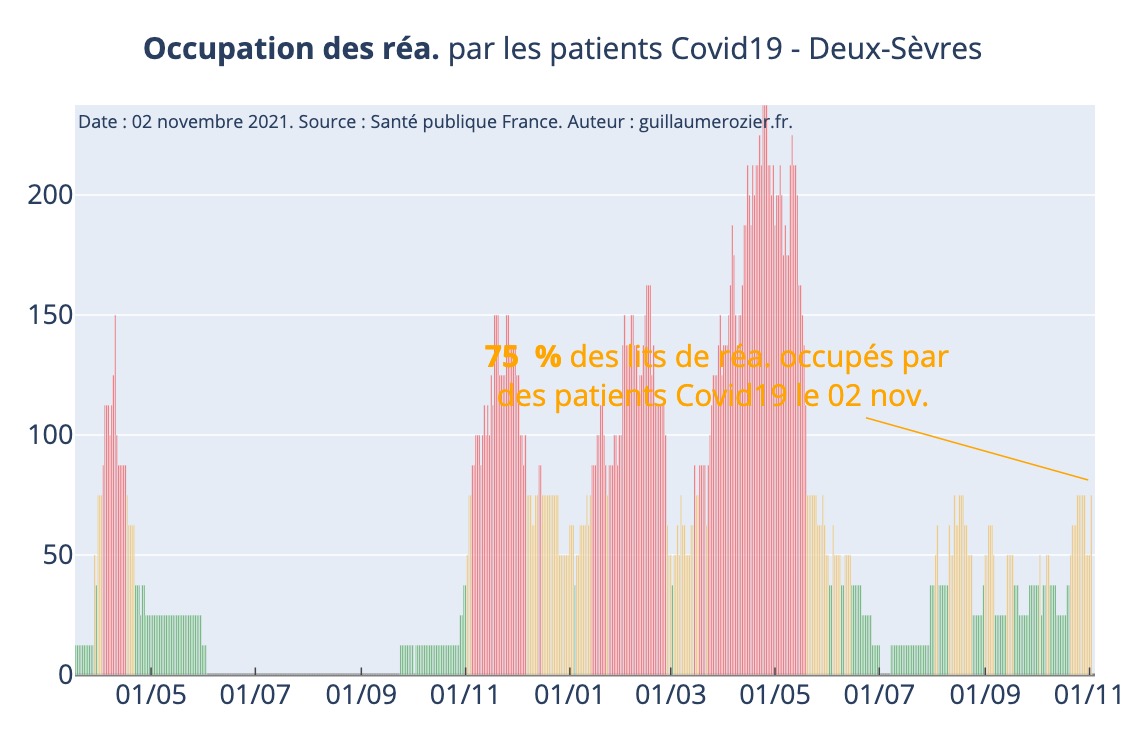 Occupation des réa. par les patients Covid19 - Deux-Sèvres
Date : 02 novembre 2021. Source : Santé publique France. Auteur : guillaumerozier.fr.
200
150
75 % des lits de réa. occupés par
des patients Covid19 le 02 nov.
100
50
0
01/05 01/07 01/09 01/11 01/01 01/03 01/05 01/07 01/09 01/11